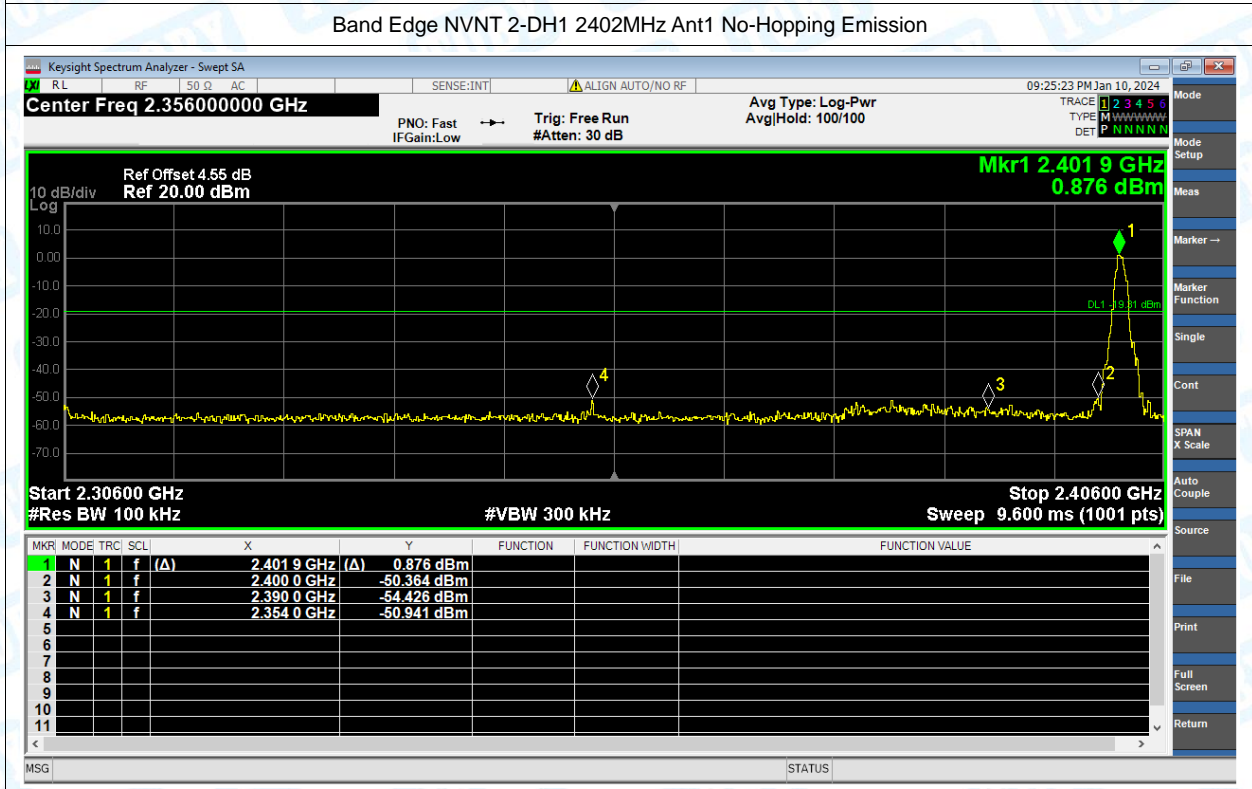 Band Edge NVNT 2-DH1 2402MHz Ant1 No-Hopping Emission
Keysight Spectrum Analyzer - Swept SA
LXI RL RF 50 Ω AC SENSE:INT ALIGN AUTO/NO RF 09:25:23 PM Jan 10, 2024
Center Freq 2.356000000 GHz
PNO: Fast
IFGain:Low
Trig: Free Run
#Atten: 30 dB
Avg Type: Log-Pwr
Avg|Hold: 100/100
TRACE 1 2 3 4 5 6
TYPE M WWWWW
DET P N N N N N
Ref Offset 4.55 dB
10 dB/div Ref 20.00 dBm
Log
Mkr1 2.401 9 GHz
0.876 dBm
10.0
0.00
-10.0
-20.0
-30.0
-40.0
-50.0
-60.0
-70.0
1
DL1 -19.31 dBm
4
3
2
Start 2.30600 GHz Stop 2.40600 GHz
#Res BW 100 kHz #VBW 300 kHz Sweep 9.600 ms (1001 pts)
MKR MODE TRC SCL X Y FUNCTION FUNCTION WIDTH FUNCTION VALUE
1 N 1 f (Δ) 2.401 9 GHz (Δ) 0.876 dBm
2 N 1 f 2.400 0 GHz -50.364 dBm
3 N 1 f 2.390 0 GHz -54.426 dBm
4 N 1 f 2.354 0 GHz -50.941 dBm
5
6
7
8
9
10
11
MSG STATUS
Mode
Mode
Setup
Meas
Marker→
Marker
Function
Single
Cont
SPAN
X Scale
Auto
Couple
Source
File
Print
Full
Screen
Return